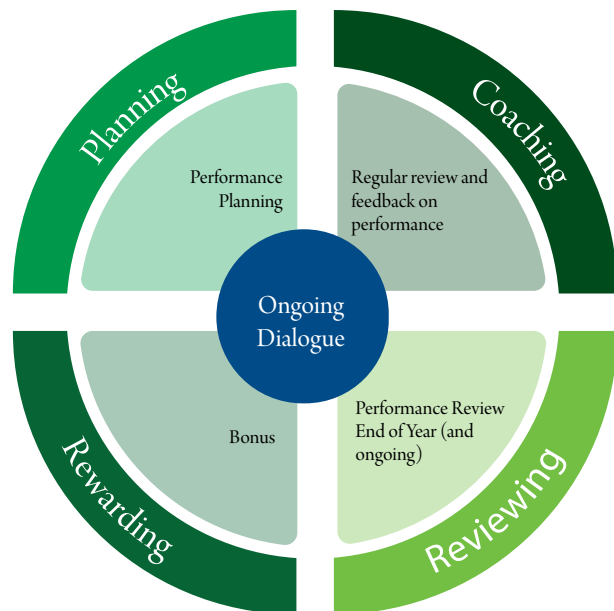 Planning
Coaching
Performance
Planning
Regular review and
feedback on
performance
Ongoing
Dialogue
Bonus
Performance Review
End of Year (and
ongoing)
Rewarding
Reviewing